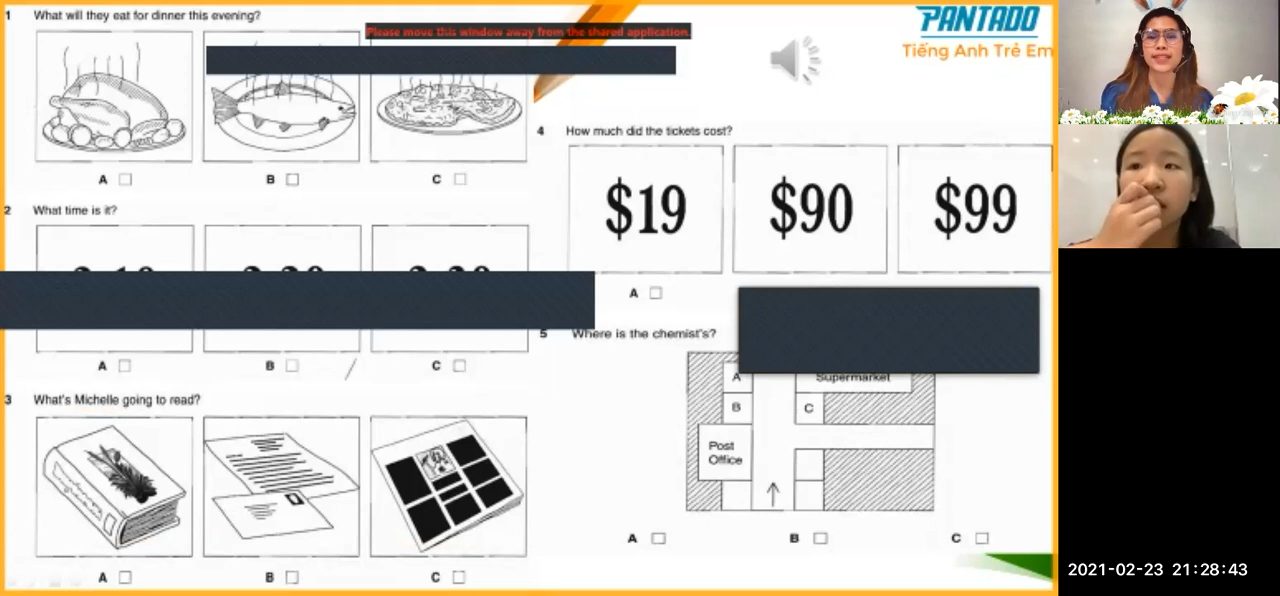 1 What will they eat for dinner this evening?
Please move this window away from the shared application.
A B C
2 What time is it?
A B C
3 What's Michelle going to read?
A B C
PANTADO
Tiếng Anh Trẻ Em
4 How much did the tickets cost?
$19 $90 $99
A
5 Where is the chemist's?
A Supermarket
B C
Post
Office
A B C
2021-02-23 21:28:43